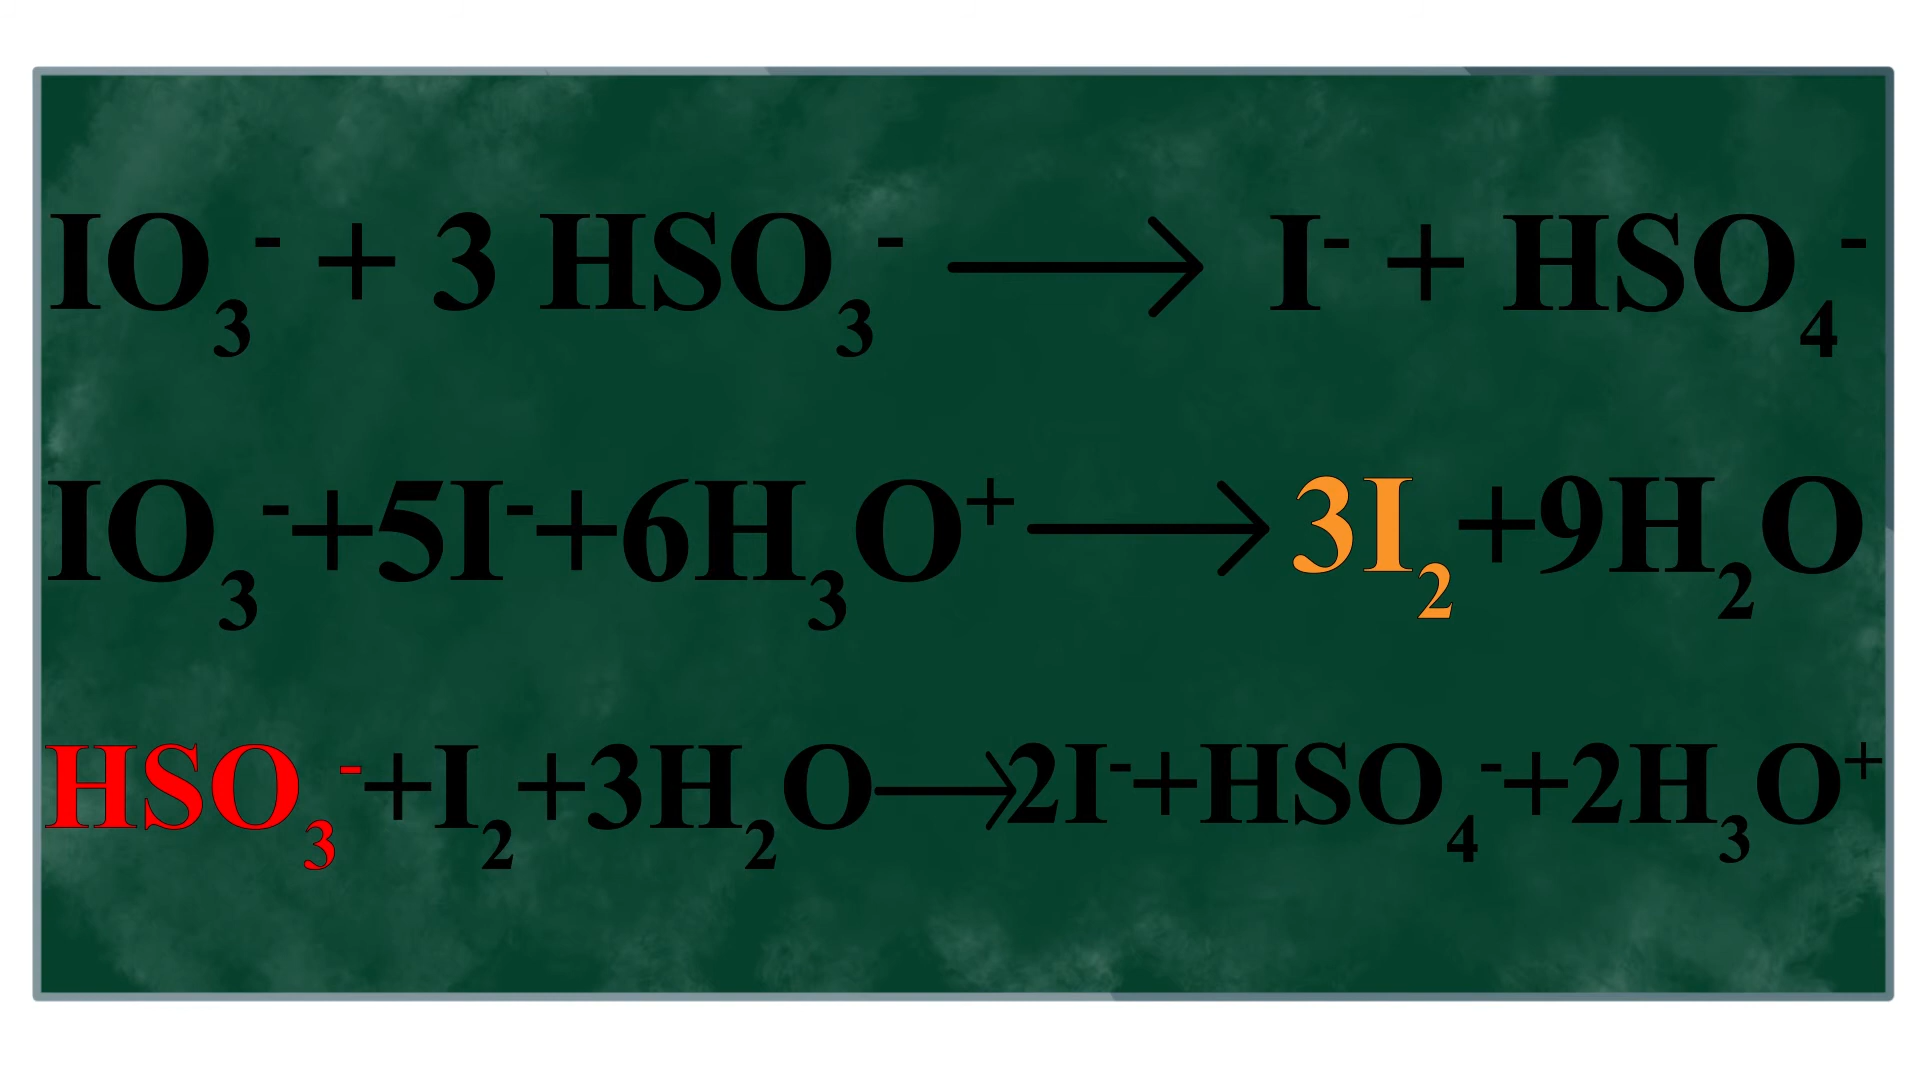 IO₃⁻ + 3 HSO₃⁻ → I⁻ + HSO₄⁻
IO₃⁻+5I⁻+6H₃O⁺→3I₂+9H₂O
HSO₃⁻+I₂+3H₂O→2I⁻+HSO₄⁻+2H₃O⁺